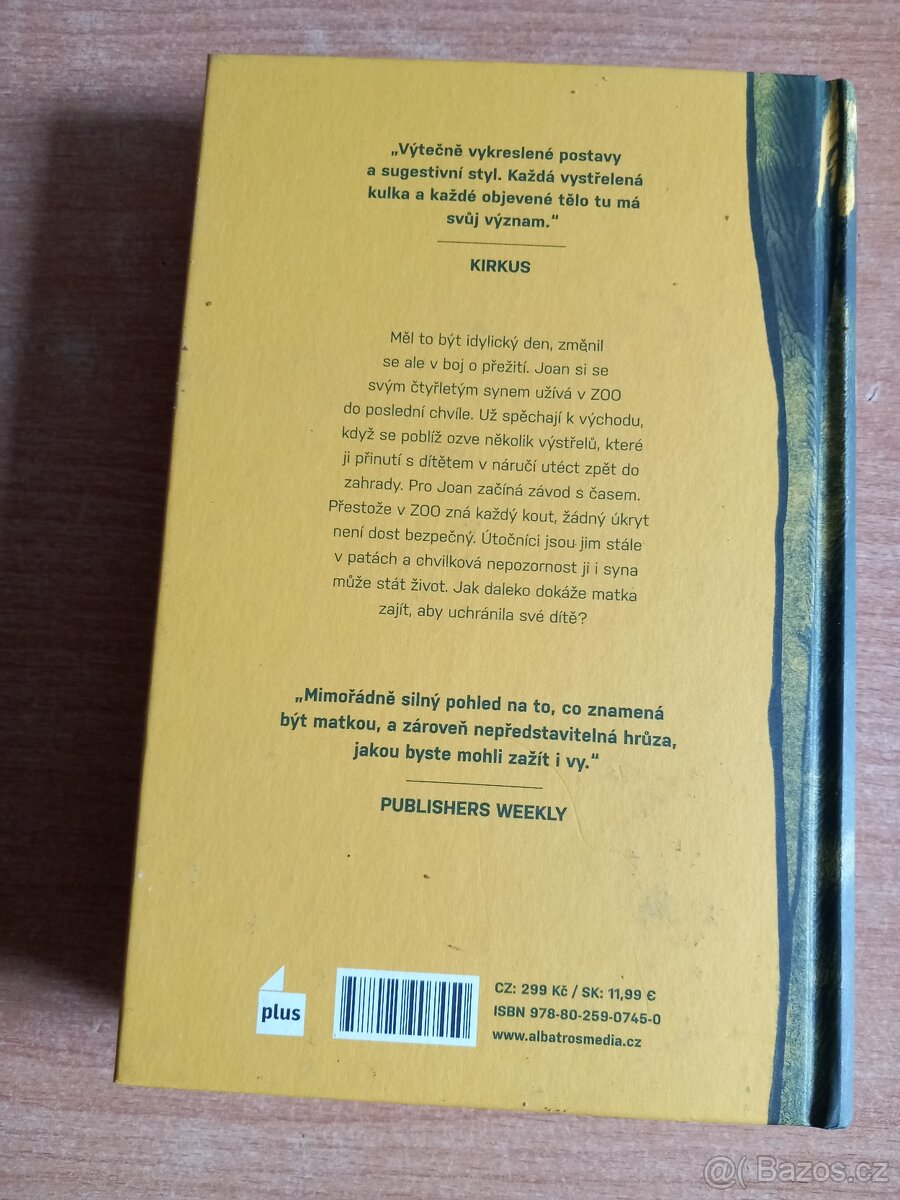 „Výtečně vykreslené postavy
a sugestivní styl. Každá vystřelená
kulka a každé objevené tělo tu má
svůj význam.“
KIRKUS
Měl to být idylický den, změnil
se ale v boj o přežití. Joan si se
svým čtyřletým synem užívá v ZOO
do poslední chvíle. Už spěchají k východu,
když se poblíž ozve několik výstřelů, které
ji přinutí s dítětem v náručí utéct zpět do
zahrady. Pro Joan začíná závod s časem.
Přestože v ZOO zná každý kout, žádný úkryt
není dost bezpečný. Útočníci jsou jim stále
v patách a chvilková nepozornost ji i syna
může stát život. Jak daleko dokáže matka
zajít, aby uchránila své dítě?
„Mimořádně silný pohled na to, co znamená
být matkou, a zároveň nepředstavitelná hrůza,
jakou byste mohli zažít i vy.“
PUBLISHERS WEEKLY
plus
CZ: 299 Kč / SK: 11,99 €
ISBN 978-80-259-0745-0
www.albatrosmedia.cz
@( Bazos.cz